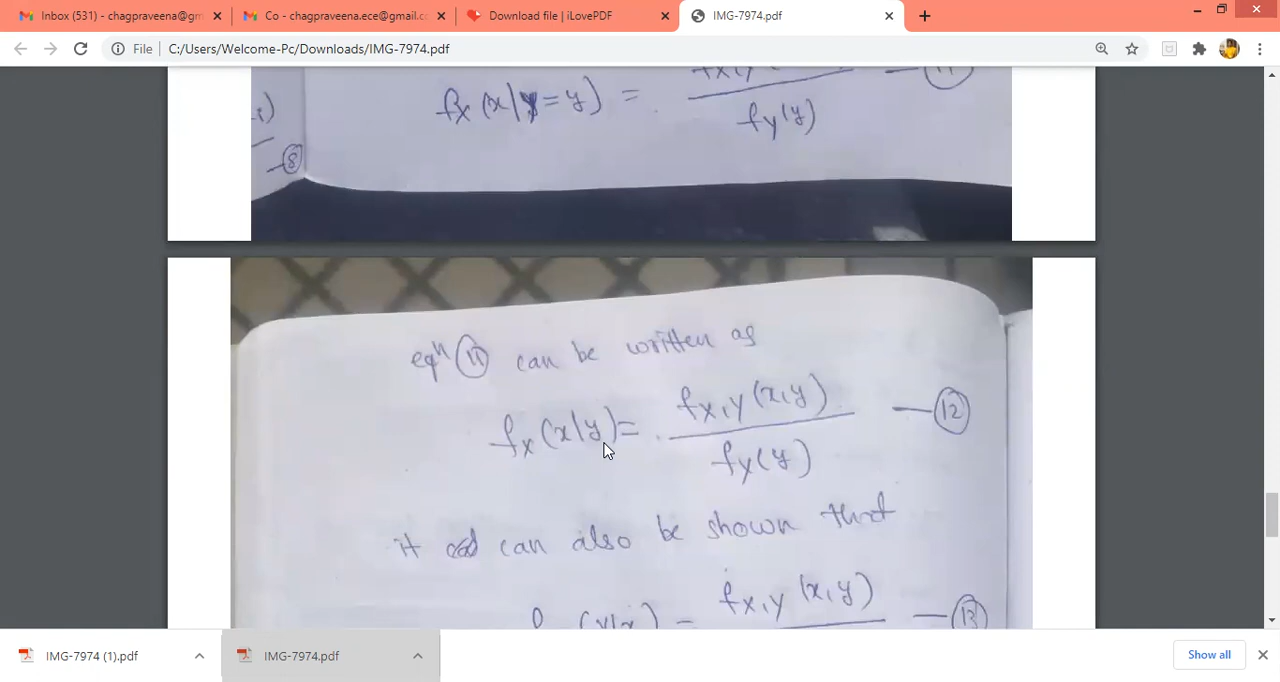 Inbox (531) - chagpraveena@gm
Co - chagpraveena.ece@gmail.c
Download file | iLovePDF
IMG-7974.pdf
File
C:/Users/Welcome-Pc/Downloads/IMG-7974.pdf
fx,y
11
fx (x|y=y) =
fy(y)
8
eqn 11 can be written as
fx (x|y) = fx,y (x,y) 12
fy(y)
it can also be shown that
fx,y (x,y) 13
(y|x) =
IMG-7974 (1).pdf
IMG-7974.pdf
Show all